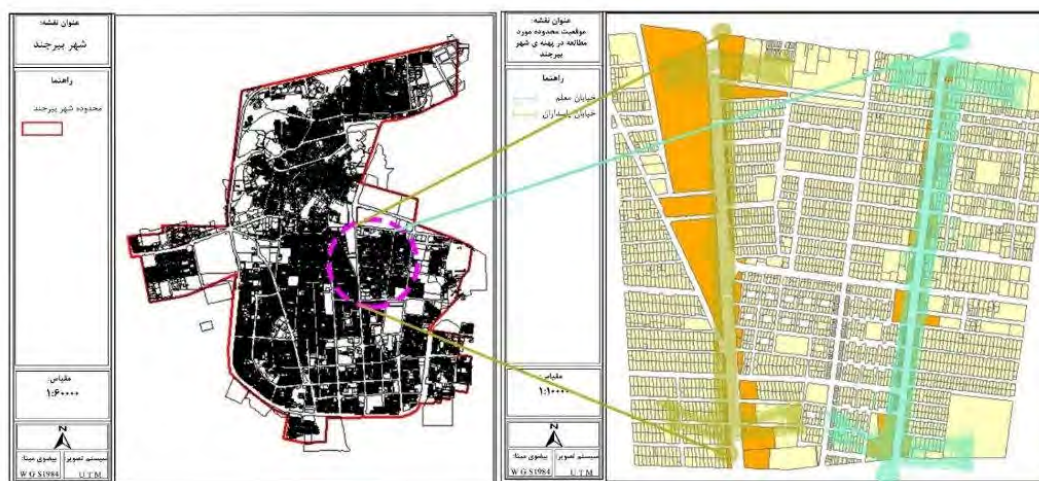 عنوان نقشه:
شهر بیرجند
راهنما
محدوده شهر بیرجند
مقیاس:
۱:۶۰۰۰۰
N
سیستم تصویر:
بیضوی مبنا:
UTM
WGS1984
عنوان نقشه:
موقعیت محدوده مورد
مطالعه در پهنه ی شهر
بیرجند
راهنما
خیابان معلم
خیابان پاسداران
مقیاس:
۱:۱۰۰۰۰
N
سیستم تصویر:
بیضوی مبنا:
UTM
WGS1984